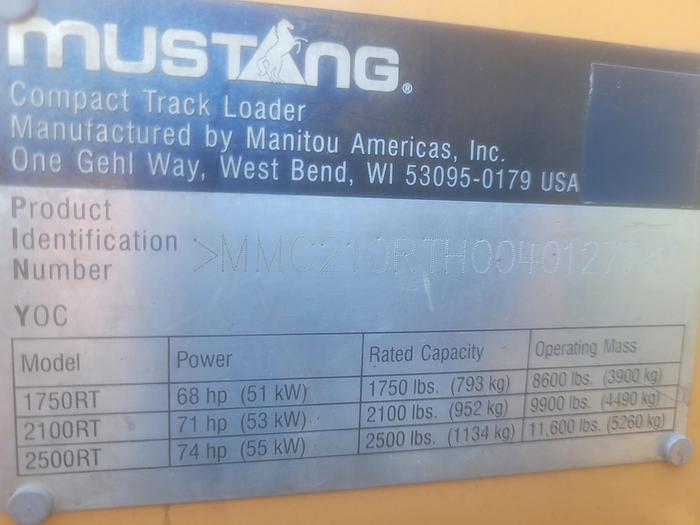 MUSTANG®
Compact Track Loader
Manufactured by Manitou Americas, Inc.
One Gehl Way, West Bend, WI 53095-0179 USA
Product
Identification
Number
YOC
Model Power Rated Capacity Operating Mass
1750RT 68 hp (51 kW) 1750 lbs. (793 kg) 8600 lbs. (3900 kg)
2100RT 71 hp (53 kW) 2100 lbs. (952 kg) 9900 lbs. (4490 kg)
2500RT 74 hp (55 kW) 2500 lbs. (1134 kg) 11,600 lbs. (5260 kg)